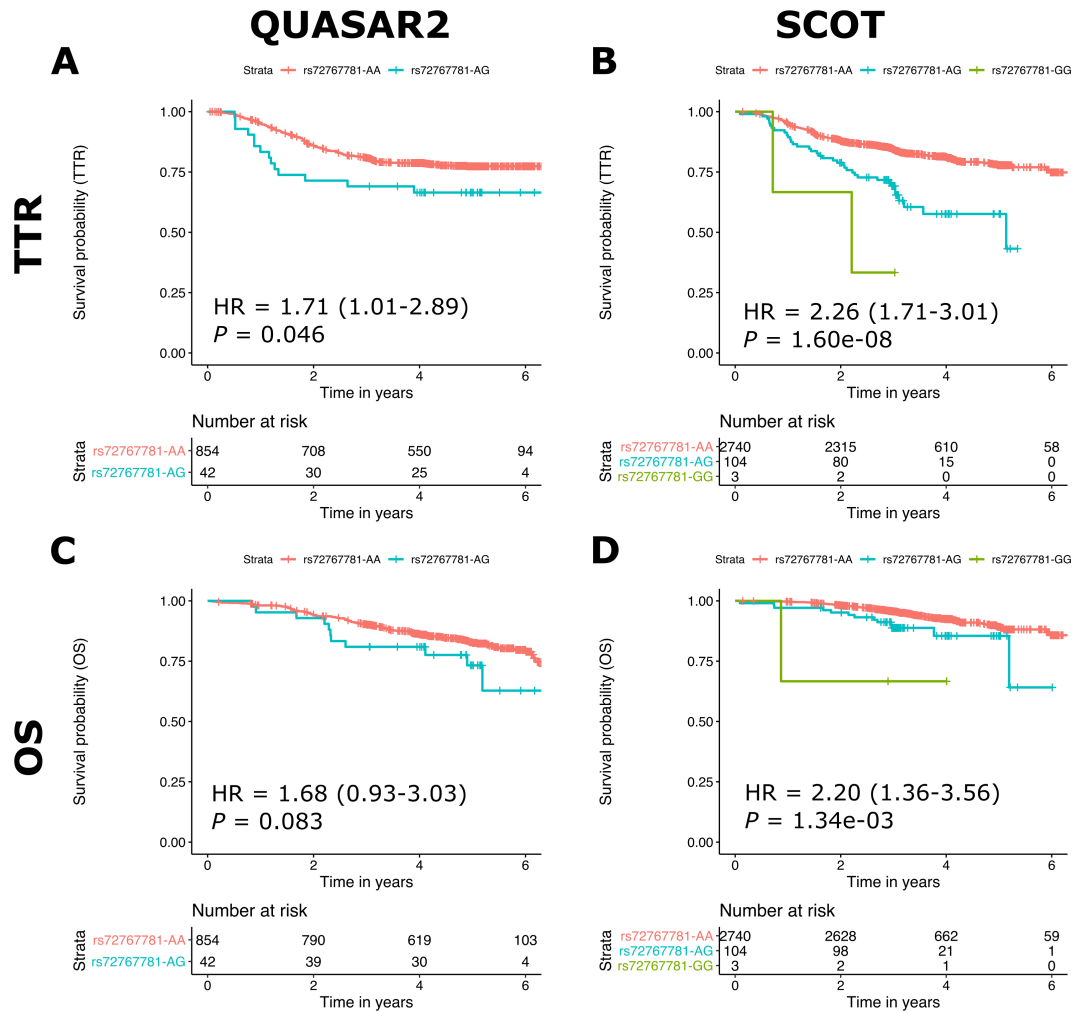 QUASAR2
SCOT
A
Strata rs72767781-AA rs72767781-AG
TTR
Survival probability (TTR)
1.00
0.75
0.50
0.25
0.00
HR = 1.71 (1.01-2.89)
P = 0.046
0 2 4 6
Time in years
Number at risk
Strata
rs72767781-AA 854 708 550 94
rs72767781-AG 42 30 25 4
0 2 4 6
Time in years
B
Strata rs72767781-AA rs72767781-AG rs72767781-GG
Survival probability (TTR)
1.00
0.75
0.50
0.25
0.00
HR = 2.26 (1.71-3.01)
P = 1.60e-08
0 2 4 6
Time in years
Number at risk
Strata
rs72767781-AA 2740 2315 610 58
rs72767781-AG 104 80 15 0
rs72767781-GG 3 2 0 0
0 2 4 6
Time in years
C
Strata rs72767781-AA rs72767781-AG
OS
Survival probability (OS)
1.00
0.75
0.50
0.25
0.00
HR = 1.68 (0.93-3.03)
P = 0.083
0 2 4 6
Time in years
Number at risk
Strata
rs72767781-AA 854 790 619 103
rs72767781-AG 42 39 30 4
0 2 4 6
Time in years
D
Strata rs72767781-AA rs72767781-AG rs72767781-GG
Survival probability (OS)
1.00
0.75
0.50
0.25
0.00
HR = 2.20 (1.36-3.56)
P = 1.34e-03
0 2 4 6
Time in years
Number at risk
Strata
rs72767781-AA 2740 2628 662 59
rs72767781-AG 104 98 21 1
rs72767781-GG 3 2 1 0
0 2 4 6
Time in years